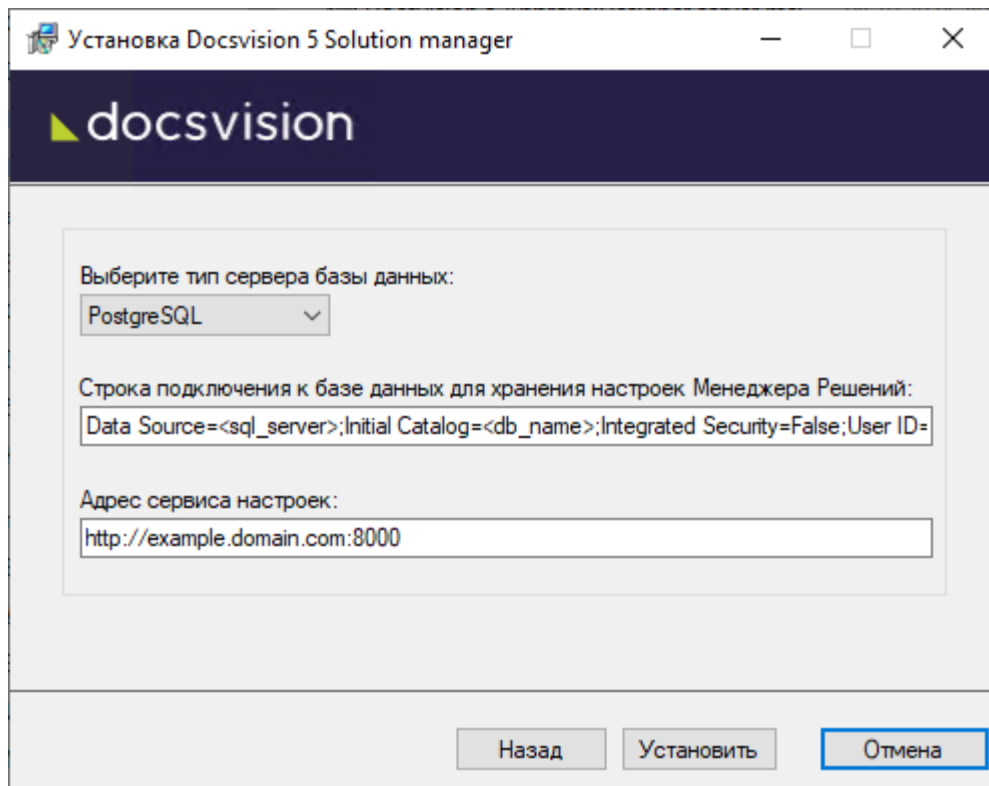 Установка Docsvision 5 Solution manager
docsvision
Выберите тип сервера базы данных:
PostgreSQL
Строка подключения к базе данных для хранения настроек Менеджера Решений:
Data Source=<sql_server>;Initial Catalog=<db_name>;Integrated Security=False;User ID=
Адрес сервиса настроек:
http://example.domain.com:8000
Назад Установить Отмена